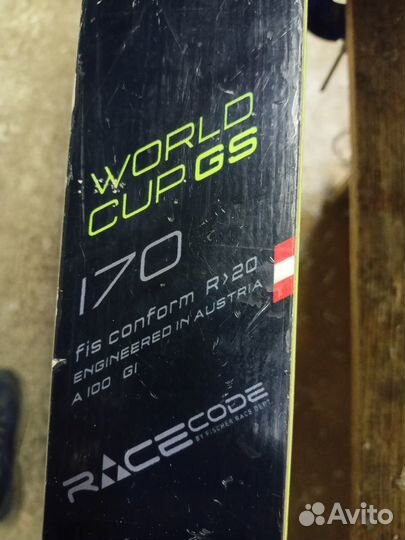 WORLD
CUP GS
170
fis conform R>20
ENGINEERED IN AUSTRIA
A 100 GI
RACE CODE
BY FISCHER RACE DEPT.
Avito